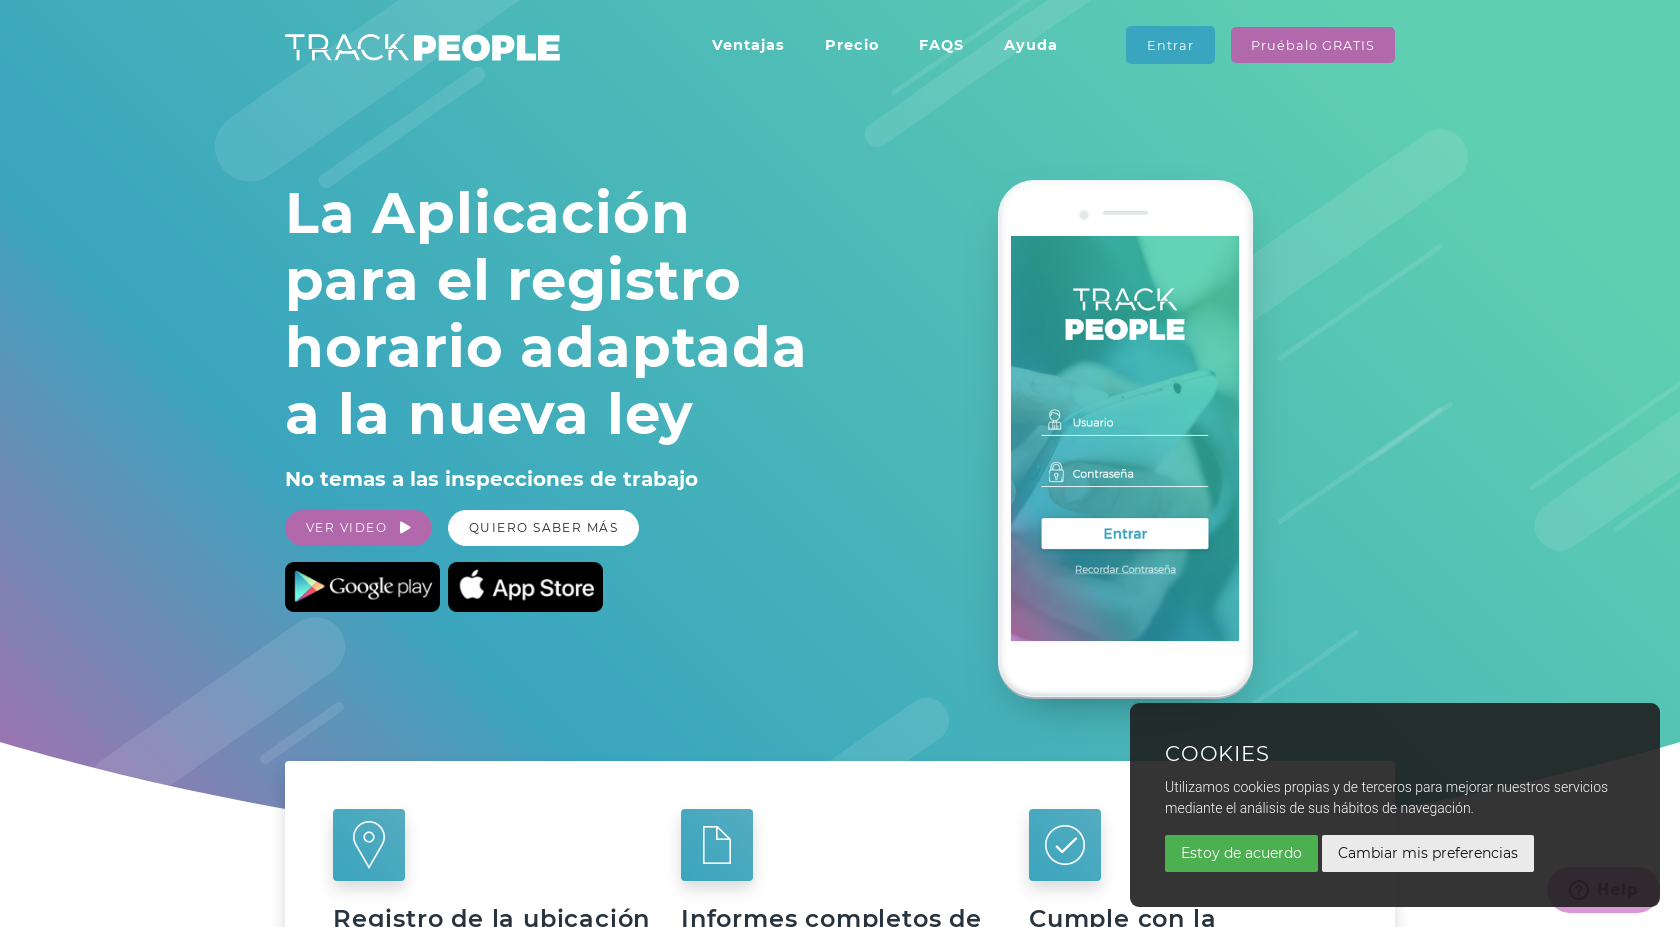 TRACK PEOPLE
Ventajas
Precio
FAQS
Ayuda
Entrar
Pruébalo GRATIS
La Aplicación
para el registro
horario adaptada
a la nueva ley
No temas a las inspecciones de trabajo
VER VIDEO
QUIERO SABER MÁS
Google play
App Store
TRACK
PEOPLE
Usuario
Contraseña
Entrar
Recordar Contraseña
COOKIES
Utilizamos cookies propias y de terceros para mejorar nuestros servicios
mediante el análisis de sus hábitos de navegación.
Estoy de acuerdo
Cambiar mis preferencias
Help
Registro de la ubicación
Informes completos de
Cumple con la